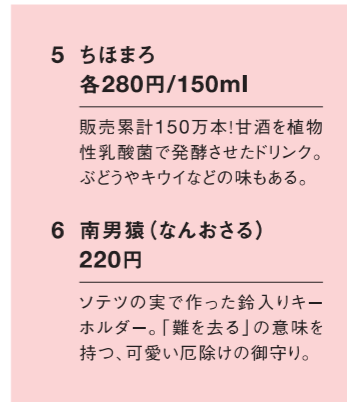 5 ちほまろ
各280円/150ml
販売累計150万本!甘酒を植物
性乳酸菌で発酵させたドリンク。
ぶどうやキウイなどの味もある。
6 南男猿（なんおさる）
220円
ソテツの実で作った鈴入りキー
ホルダー。「難を去る」の意味を
持つ、可愛い厄除けの御守り。